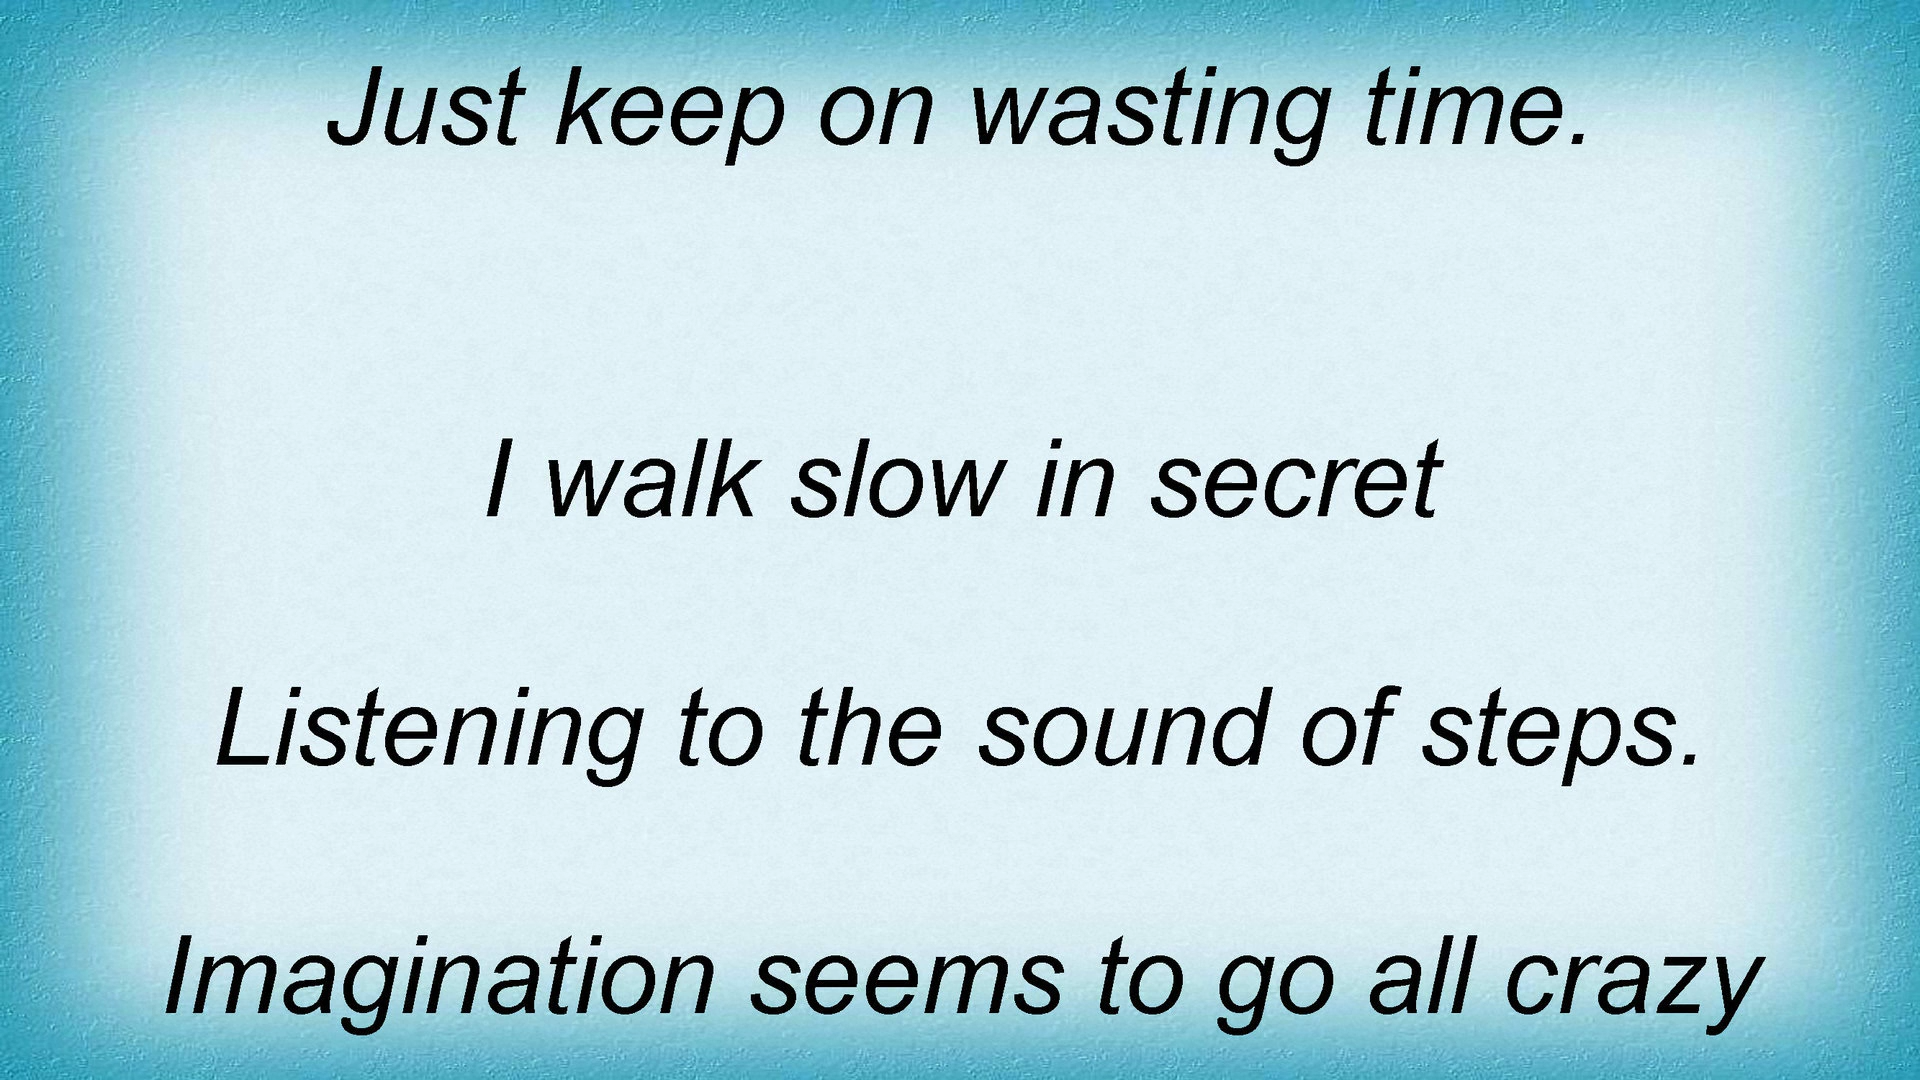 Just keep on wasting time.
I walk slow in secret
Listening to the sound of steps.
Imagination seems to go all crazy